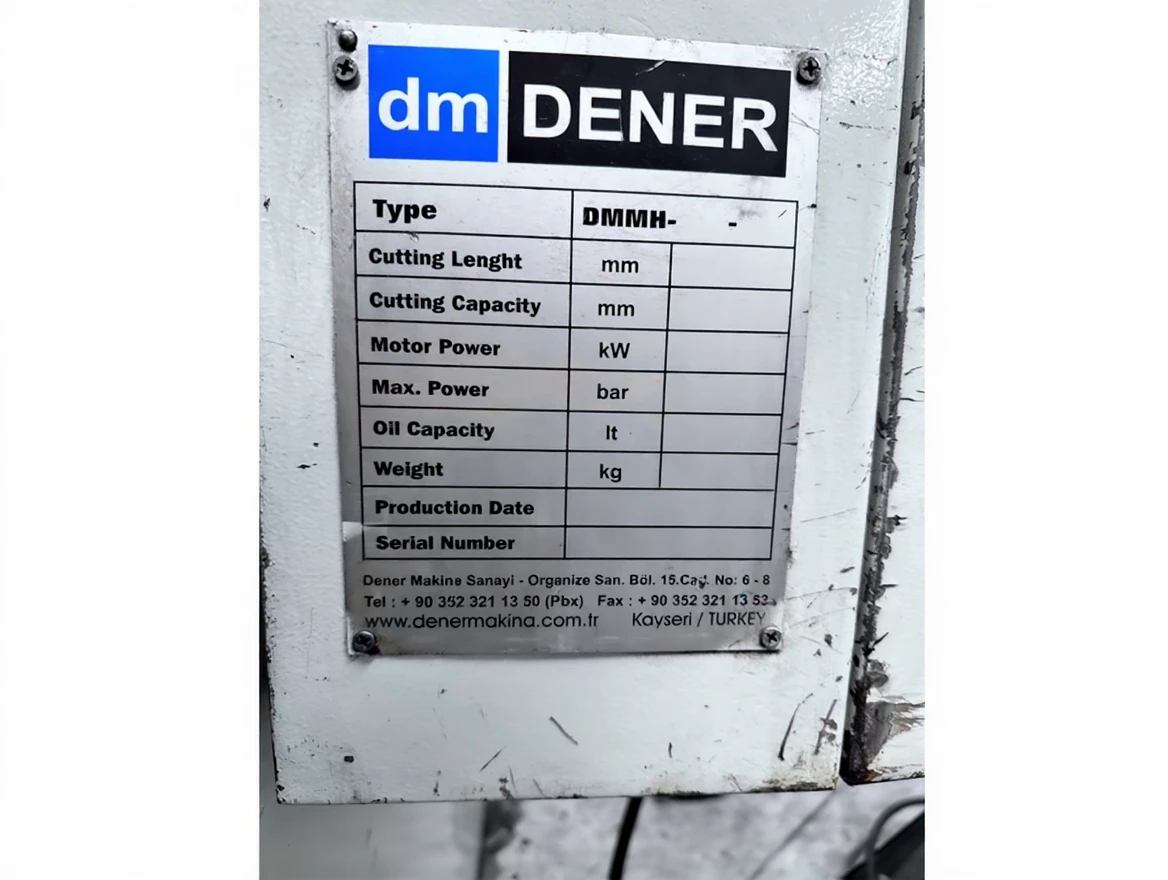 dm DENER
Type DMMH- -
Cutting Lenght mm
Cutting Capacity mm
Motor Power kW
Max. Power bar
Oil Capacity lt
Weight kg
Production Date
Serial Number
Dener Makine Sanayi - Organize San. Böl. 15.Cad. No: 6 - 8
Tel : + 90 352 321 13 50 (Pbx) Fax : + 90 352 321 13 53
www.denermakina.com.tr Kayseri / TURKEY